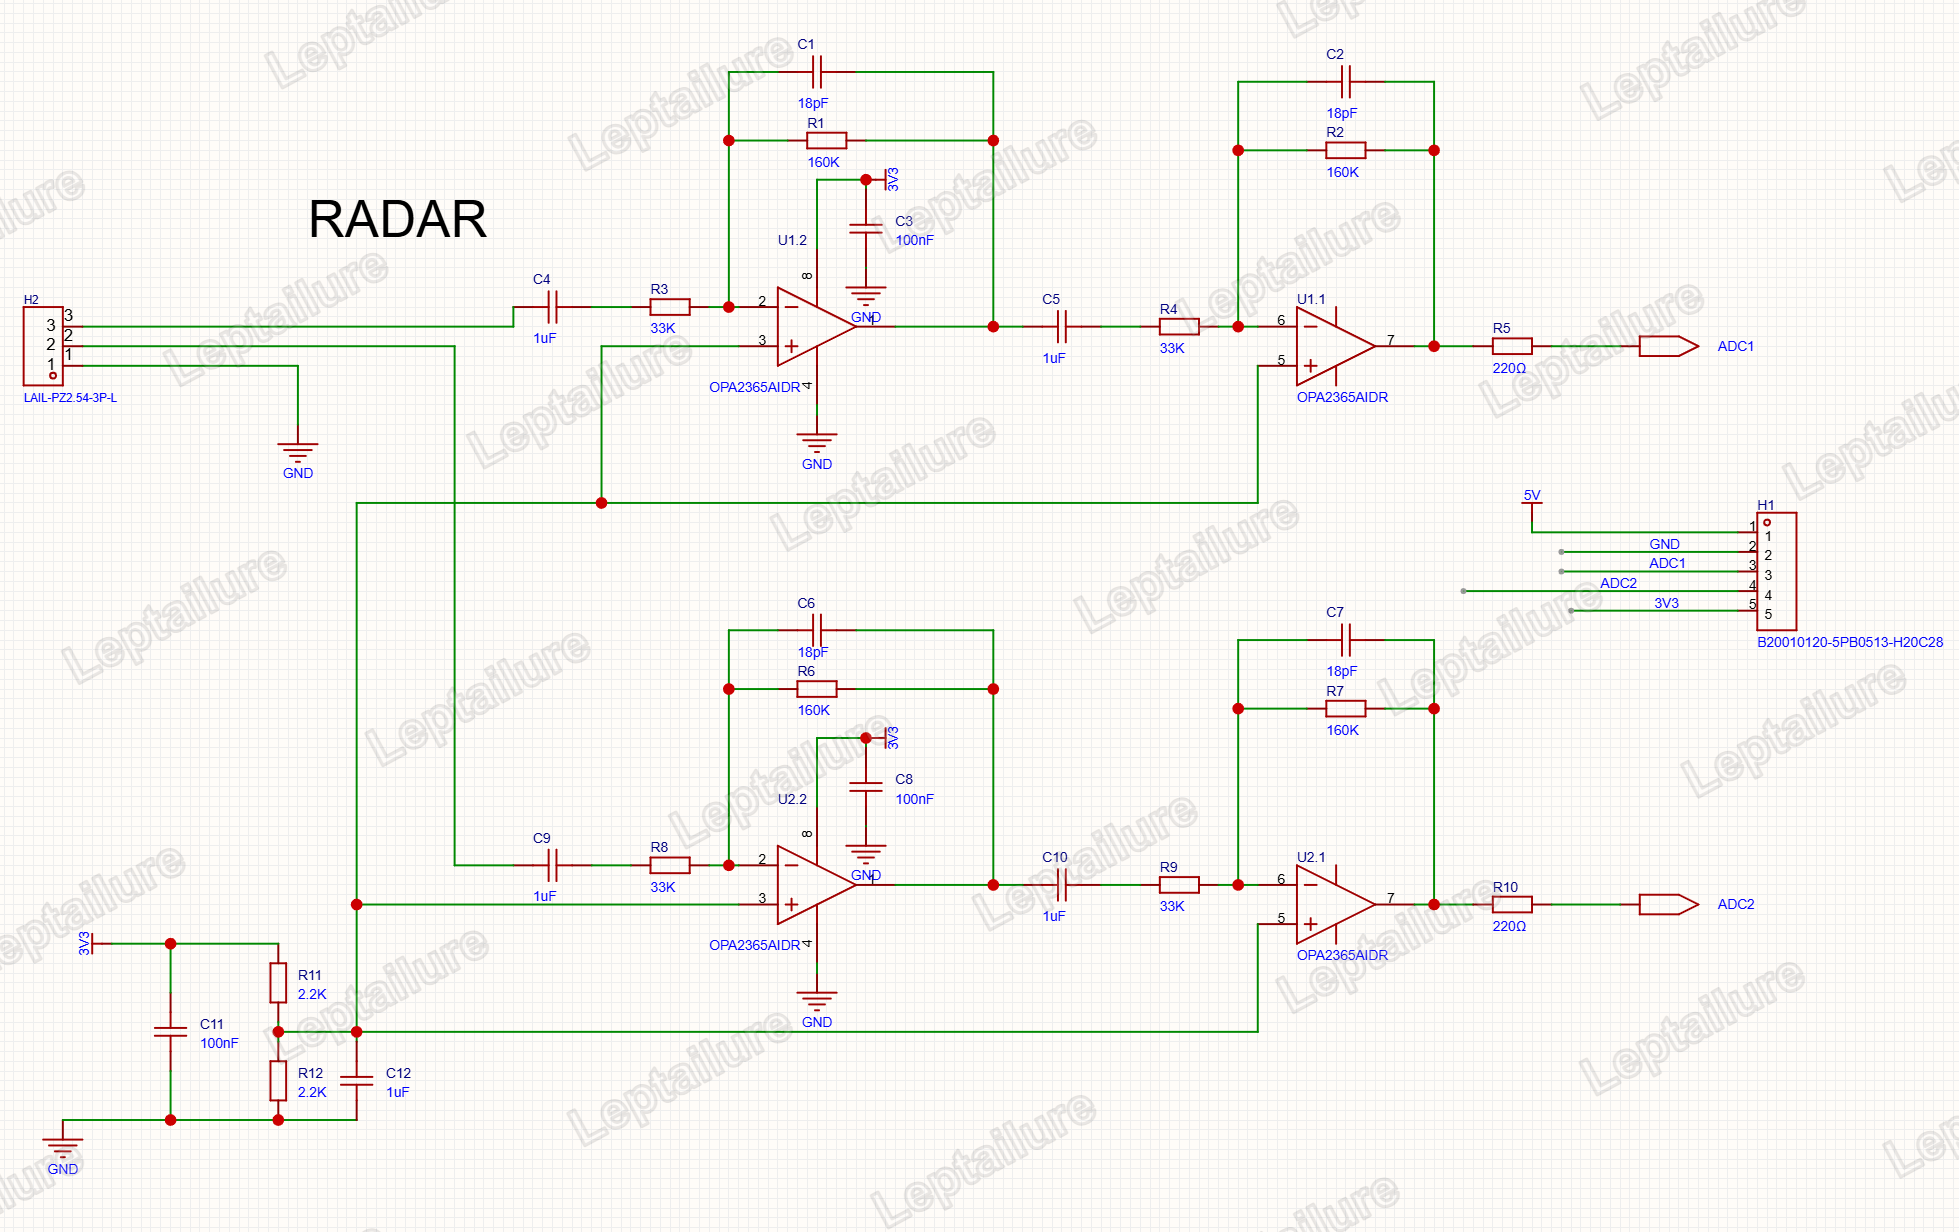 RADAR
H2
3
2
1
3
2
1
LAIL-PZ2.54-3P-L
GND
C4
1uF
R3
33K
C1
18pF
R1
160K
3V3
C3
100nF
GND
U1.2
8
2
3
1
4
OPA2365AIDR
GND
C5
1uF
R4
33K
C2
18pF
R2
160K
U1.1
6
5
7
OPA2365AIDR
R5
220Ω
ADC1
5V
GND
ADC1
ADC2
3V3
H1
1
2
3
4
5
1
2
3
4
5
B20010120-5PB0513-H20C28
C9
1uF
R8
33K
C6
18pF
R6
160K
3V3
C8
100nF
GND
U2.2
8
2
3
1
4
OPA2365AIDR
GND
C10
1uF
R9
33K
C7
18pF
R7
160K
U2.1
6
5
7
OPA2365AIDR
R10
220Ω
ADC2
3V3
C11
100nF
R11
2.2K
R12
2.2K
C12
1uF
GND
Leptailure